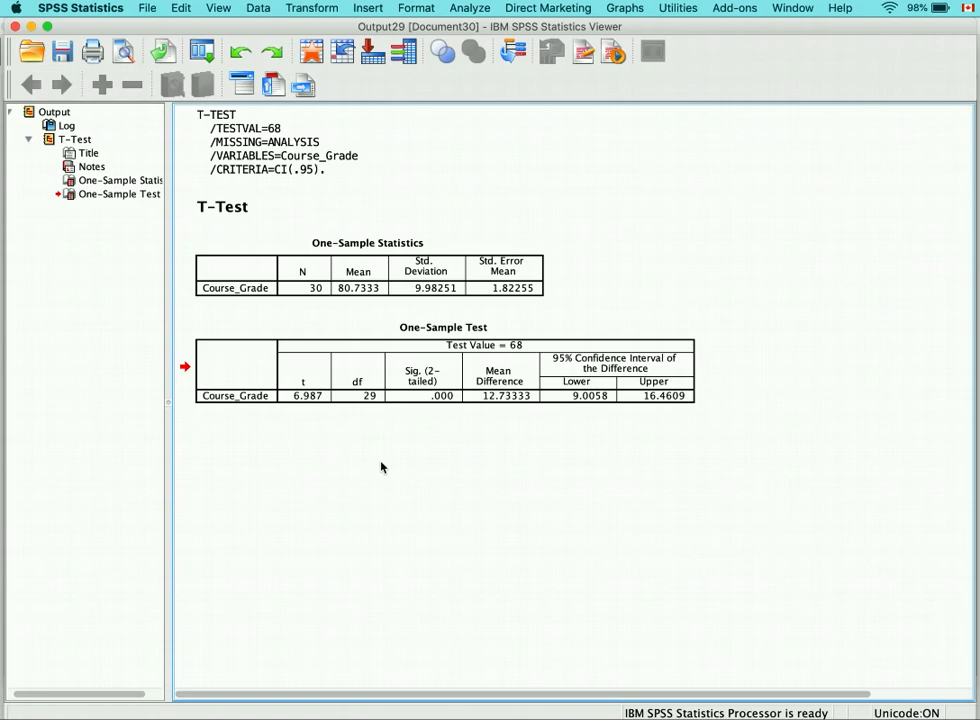 SPSS Statistics File Edit View Data Transform Insert Format Analyze Direct Marketing Graphs Utilities Add-ons Window Help 98%
Output29 [Document30] - IBM SPSS Statistics Viewer
Output
Log
T-Test
Title
Notes
One-Sample Statis
One-Sample Test
T-TEST
/TESTVAL=68
/MISSING=ANALYSIS
/VARIABLES=Course_Grade
/CRITERIA=CI(.95).
T-Test
One-Sample Statistics
N Mean Std. Deviation Std. Error Mean
Course_Grade 30 80.7333 9.98251 1.82255
One-Sample Test
Test Value = 68
t df Sig. (2-tailed) Mean Difference 95% Confidence Interval of the Difference
Lower Upper
Course_Grade 6.987 29 .000 12.73333 9.0058 16.4609
IBM SPSS Statistics Processor is ready Unicode:ON